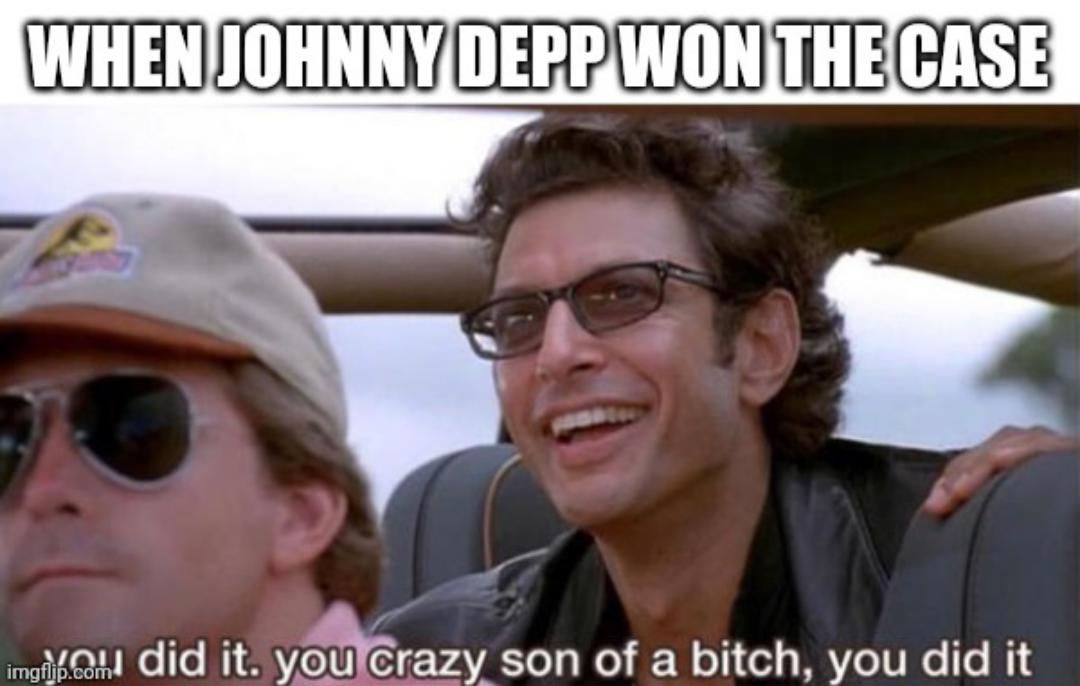 WHEN JOHNNY DEPP WON THE CASE
you did it. you crazy son of a bitch, you did it
imgflip.com